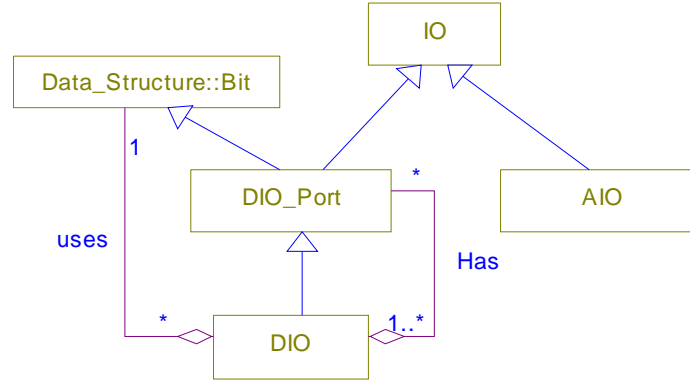 IO
Data_Structure::Bit
1
*
DIO_Port
AIO
uses
Has
*
1..*
DIO